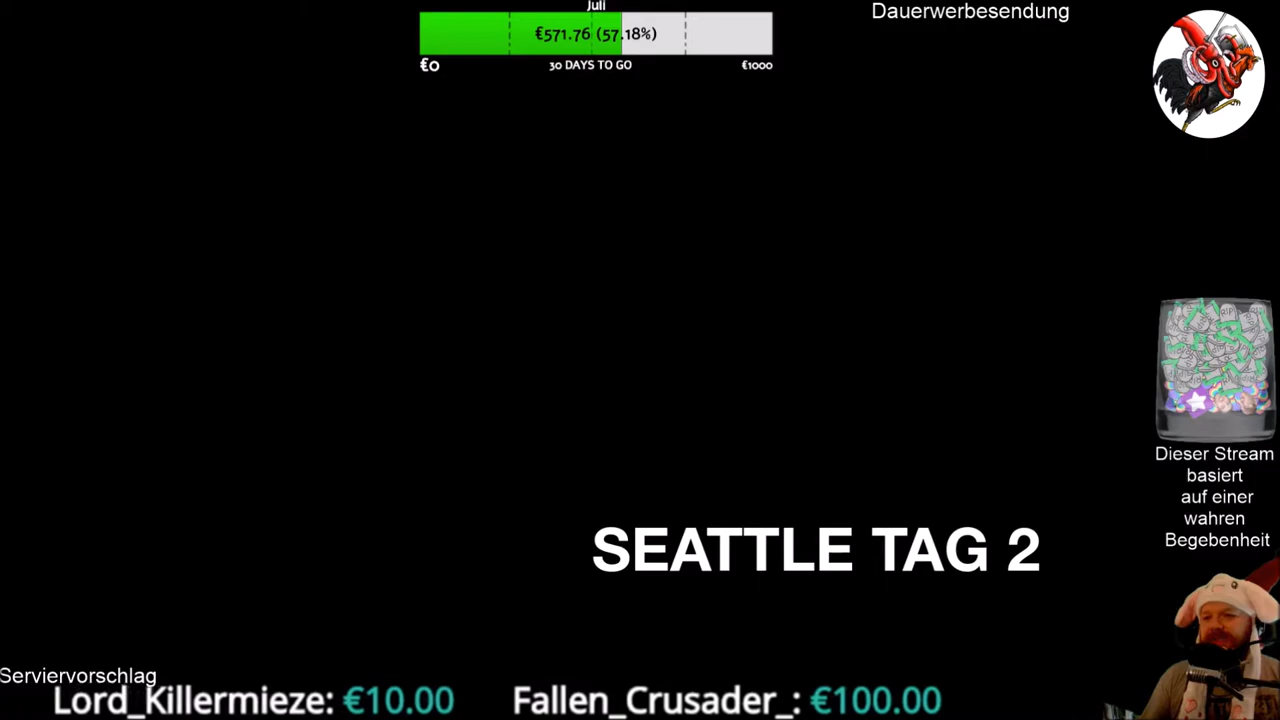 Juli
€571.76 (57.18%)
€0
30 DAYS TO GO
€1000
Dauerwerbesendung
Dieser Stream
basiert
auf einer
wahren
Begebenheit
SEATTLE TAG 2
Serviervorschlag
Lord_Killermieze: €10.00
Fallen_Crusader_: €100.00